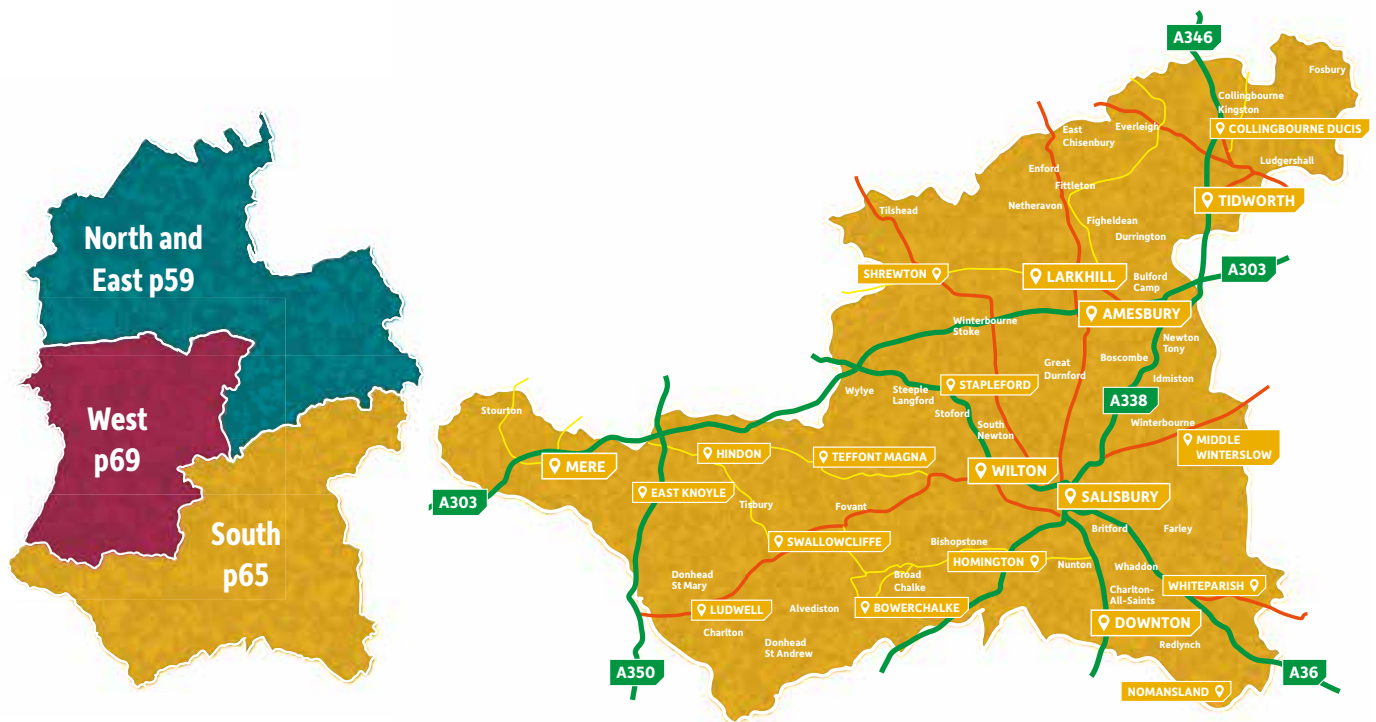 North and
East p59
West
p69
South
p65
A346
Fosbury
Collingbourne
Kingston
COLLINGBOURNE DUCIS
East
Chisenbury
Everleigh
Ludgershall
Enford
Fittleton
TIDWORTH
Netheravon
Tilshead
Figheldean
Durrington
A303
SHREWTON
LARKHILL
Bulford
Camp
AMESBURY
Winterbourne
Stoke
Newton
Tony
Boscombe
Great
Durnford
Idmiston
Wylye
Steeple
Langford
STAPLEFORD
A338
Stourton
Stoford
South
Newton
Winterbourne
MIDDLE
WINTERSLOW
HINDON
TEFFONT MAGNA
MERE
WILTON
EAST KNOYLE
SALISBURY
A303
Tisbury
Fovant
Britford
Farley
SWALLOWCLIFFE
Bishopstone
HOMINGTON
Nunton
Whaddon
Donhead
St Mary
Broad
Chalke
WHITEPARISH
Charlton-
All-Saints
LUDWELL
Alvediston
BOWERCHALKE
DOWNTON
Charlton
Donhead
St Andrew
Redlynch
A350
A36
NOMANSLAND